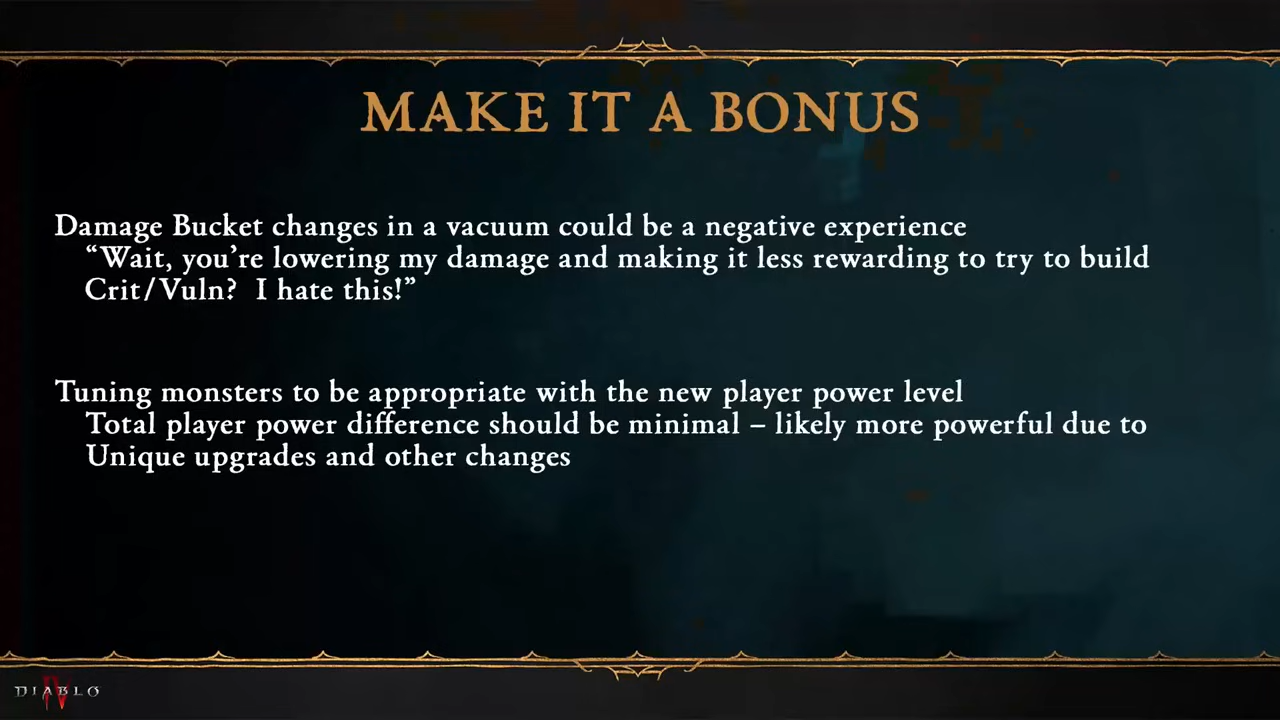 MAKE IT A BONUS
Damage Bucket changes in a vacuum could be a negative experience
“Wait, you’re lowering my damage and making it less rewarding to try to build
Crit/Vuln?  I hate this!”
Tuning monsters to be appropriate with the new player power level
Total player power difference should be minimal – likely more powerful due to
Unique upgrades and other changes
DIABLO IV